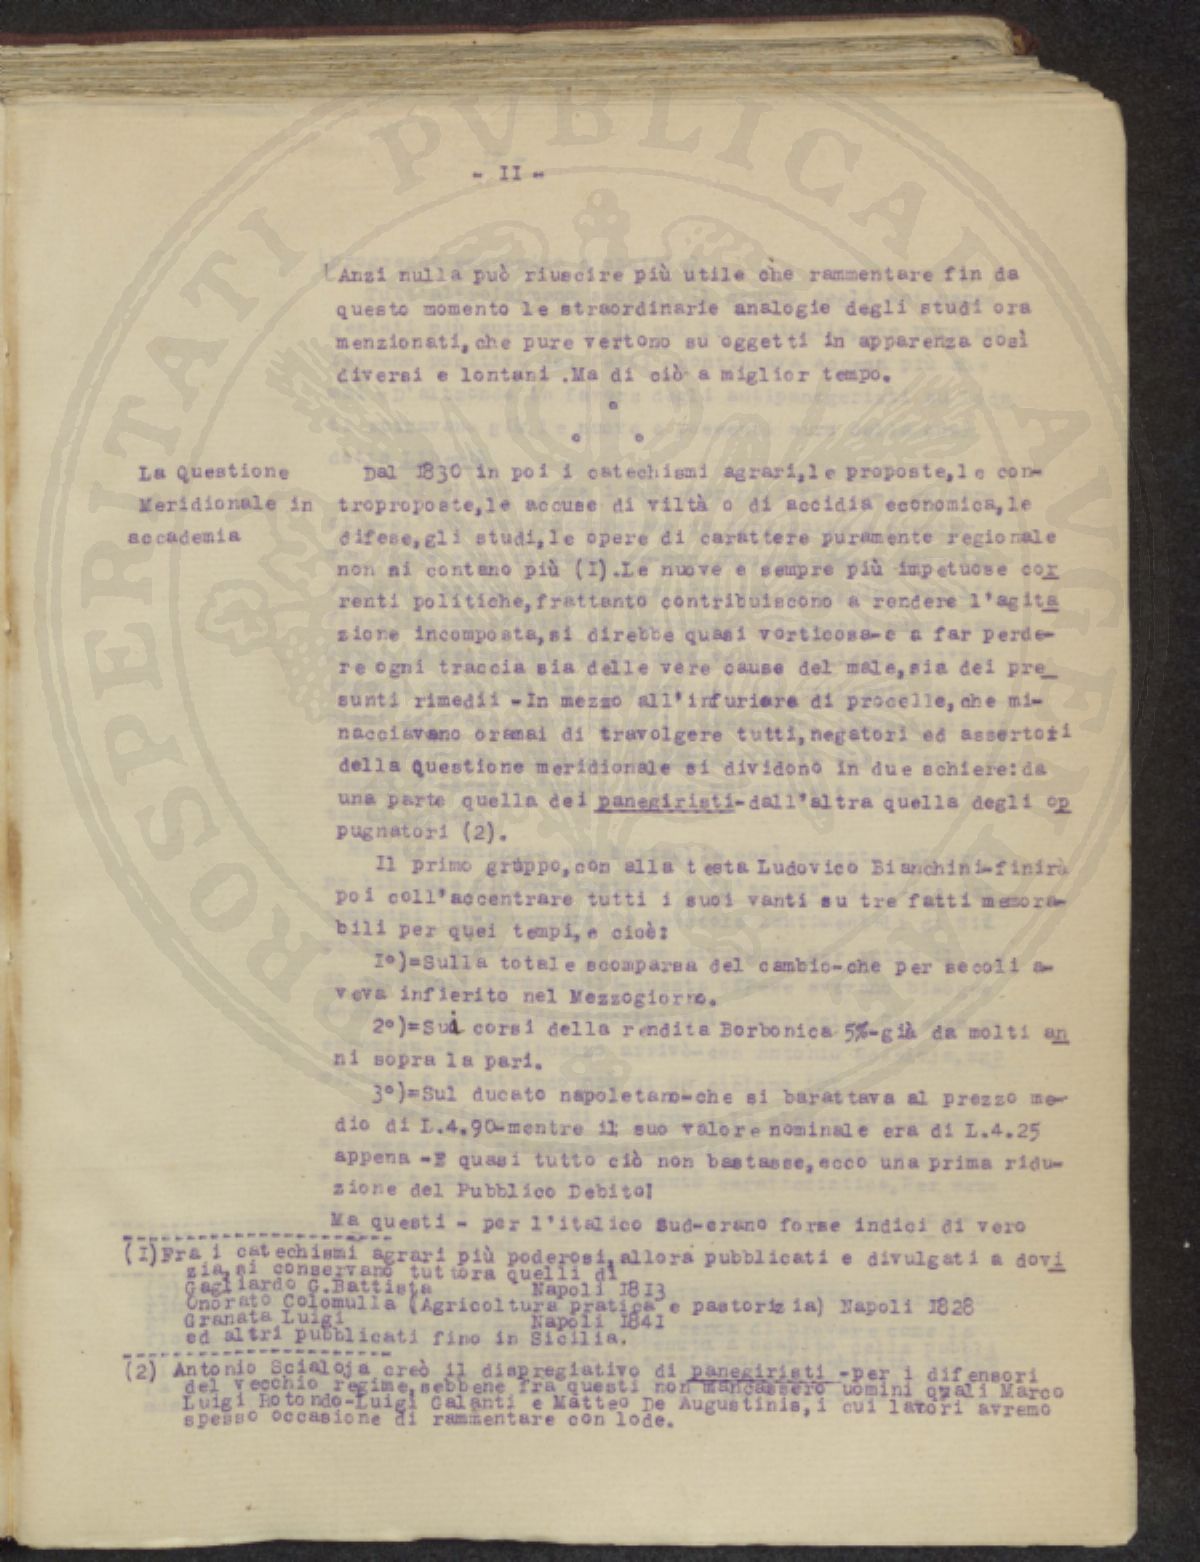 - II -
Anzi nulla può riuscire più utile che rammentare fin da
questo momento le straordinarie analogie degli studi ora
menzionati,che pure vertono su oggetti in apparenza così
diversi e lontani .Ma di ciò a miglior tempo.
La Questione
Meridionale in
accademia
Dal 1830 in poi i catechismi agrari,le proposte,le con-
troproposte,le accuse di viltà o di accidia economica,le
difese,gli studi,le opere di carattere puramente regionale
non si contano più (I).Le nuove e sempre più impetuose cor
renti politiche,frattanto contribuiscono a rendere l'agita
zione incomposta,si direbbe quasi vorticosa-e a far perde-
re ogni traccia sia delle vere cause del male,sia dei pre_
sunti rimedii -In mezzo all'infuriare di procelle,che mi-
nacciavano oramai di travolgere tutti,negatori ed assertori
della Questione meridionale si dividono in due schiere:da
una parte quella dei panegiristi-dall'altra quella degli op
pugnatori (2).
Il primo gruppo,con alla testa Ludovico Bianchini-finirà
poi coll'accentrare tutti i suoi vanti su tre fatti memora-
bili per quei tempi,e cioè:
I°)=Sulla totale scomparsa del cambio-che per secoli a-
veva infierito nel Mezzogiorno.
2°)=Sui corsi della rendita Borbonica 5%-già da molti an
ni sopra la pari.
3°)=Sul ducato napoletano-che si barattava al prezzo me-
dio di L.4.90-mentre il suo valore nominale era di L.4.25
appena -E quasi tutto ciò non bastasse,ecco una prima ridu-
zione del Pubblico Debito!
Ma questi - per l'italico Sud-erano forse indici di vero
(I)Fra i catechismi agrari più poderosi,allora pubblicati e divulgati a dovi
zia,si conservano tuttora quelli di
Gagliardo G.Battista Napoli 1813
Onorato Colomulla (Agricoltura pratica e pastorizia) Napoli 1828
Granata Luigi Napoli 1841
ed altri pubblicati fino in Sicilia.
(2) Antonio Scialoja creò il dispregiativo di panegiristi -per i difensori
del vecchio regime,sebbene fra questi non mancassero uomini quali Marco
Luigi Rotondo-Luigi Galanti e Matteo De Augustinis,i cui lavori avremo
spesso occasione di rammentare con lode.
PROSPERITATI PVBLICAE AVGENDAE